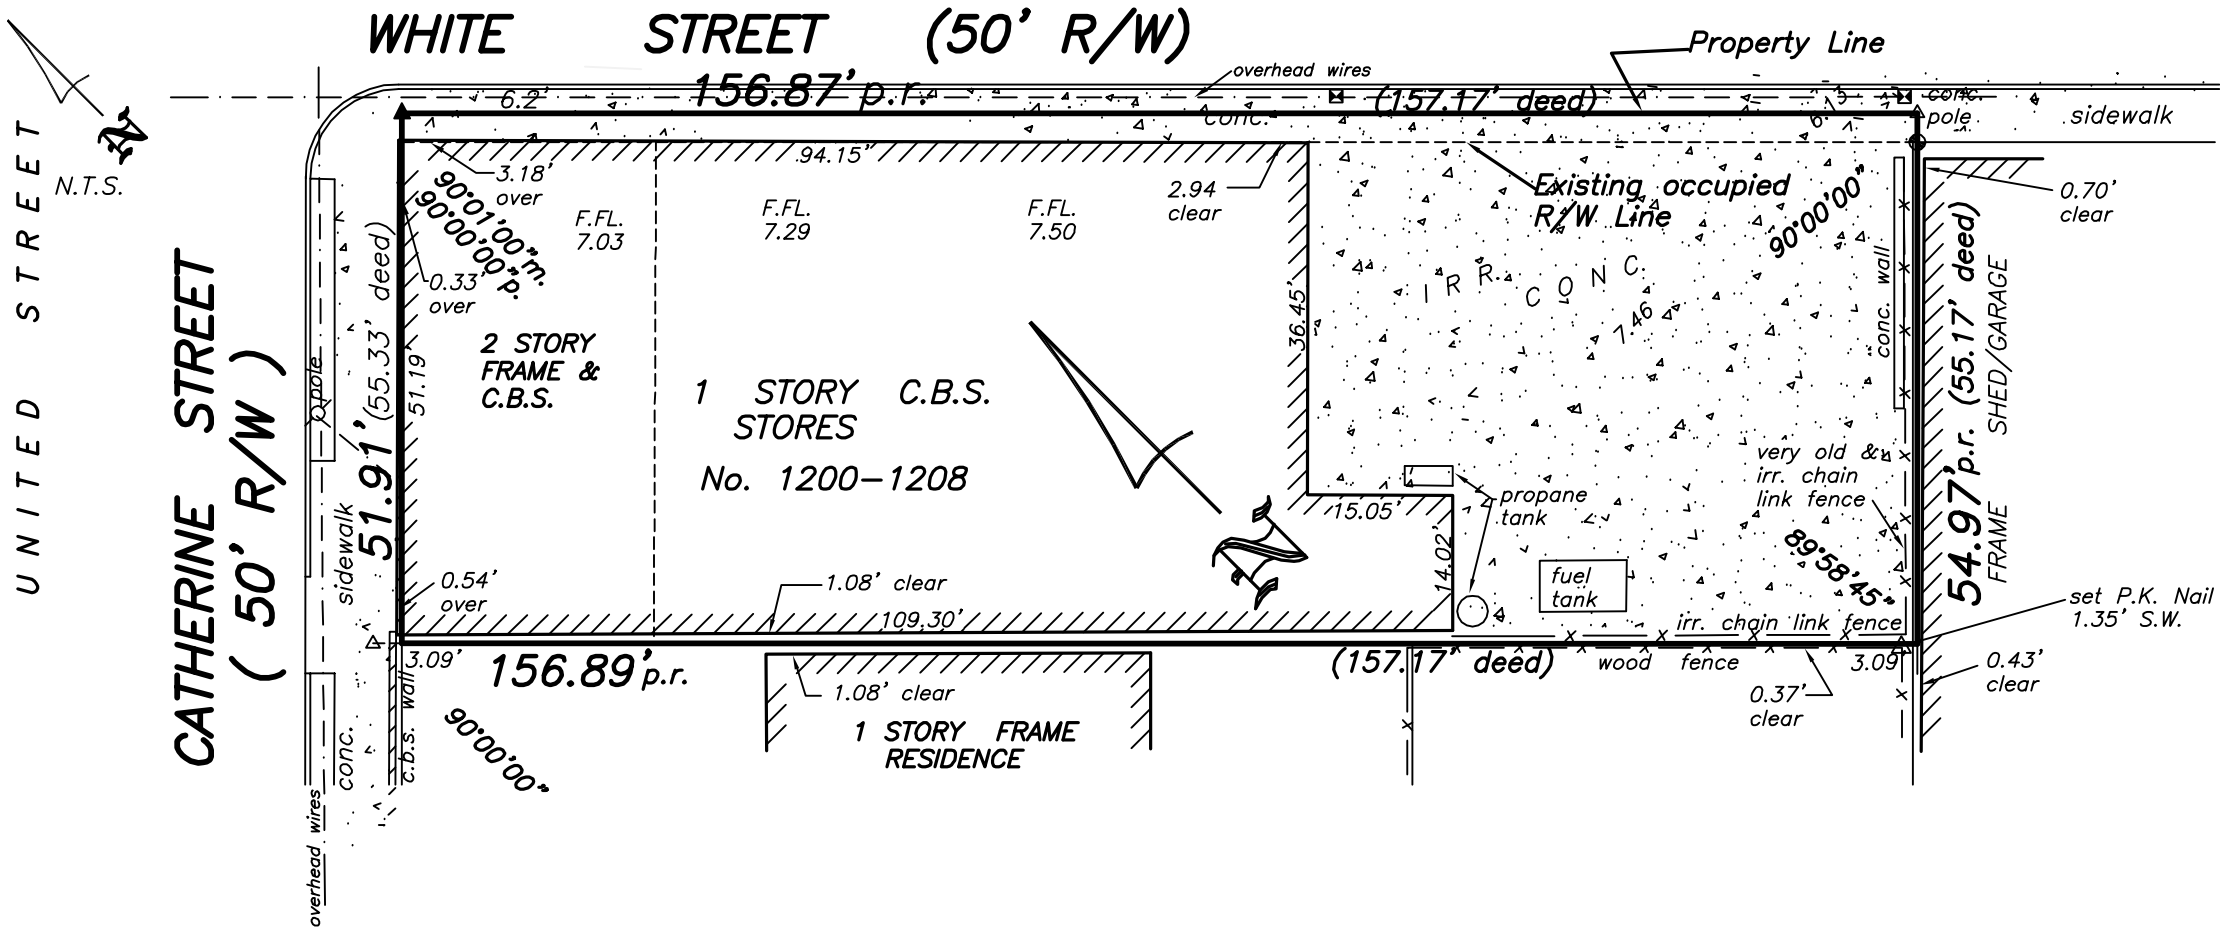 WHITE STREET (50' R/W)
Property Line
overhead wires
6.2'
156.87' p.r.
(157.17' deed)
conc.
conc.
pole
sidewalk
N
N.T.S.
UNITED STREET
CATHERINE STREET
( 50' R/W )
94.15'
3.18'
over
90°01'00"m.
90°00'00"p.
F.FL.
7.03
F.FL.
7.29
F.FL.
7.50
2.94
clear
Existing occupied
R/W Line
90°00'00"
0.70'
clear
0.33'
over
51.91' (55.33' deed)
51.19'
pole
2 STORY
FRAME &
C.B.S.
1 STORY C.B.S.
STORES
No. 1200-1208
36.45'
IRR. CONC.
7.46
conc. wall
54.97' p.r. (55.17' deed)
FRAME SHED/GARAGE
very old &
irr. chain
link fence
propane
tank
15.05'
14.02'
N
89°58'45"
fuel
tank
irr. chain link fence
set P.K. Nail
1.35' S.W.
conc. sidewalk
0.54'
over
1.08' clear
109.30'
3.09'
156.89' p.r.
(157.17' deed)
wood fence
3.09'
0.43'
clear
0.37'
clear
c.b.s. wall
90°00'00"
1.08' clear
1 STORY FRAME
RESIDENCE
overhead wires